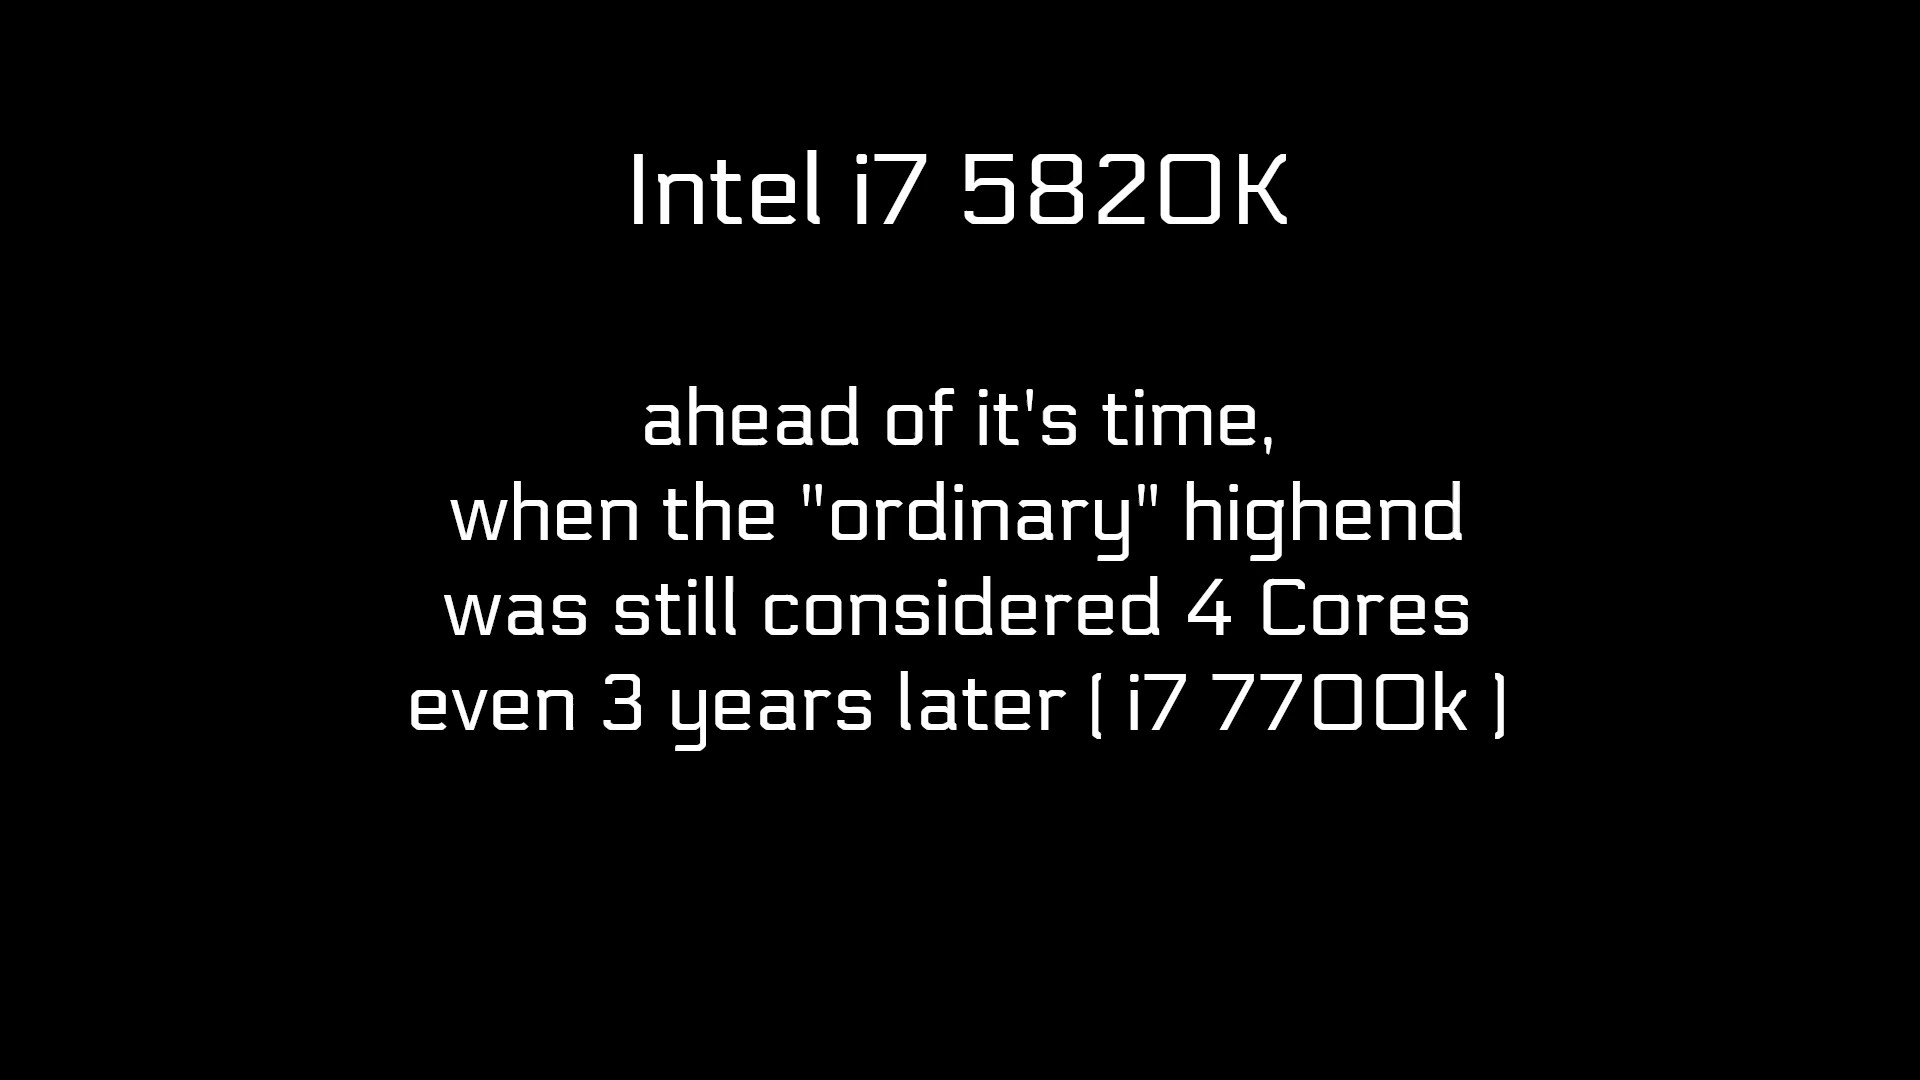 Intel i7 5820K
ahead of it's time,
when the "ordinary" highend
was still considered 4 Cores
even 3 years later ( i7 7700k )